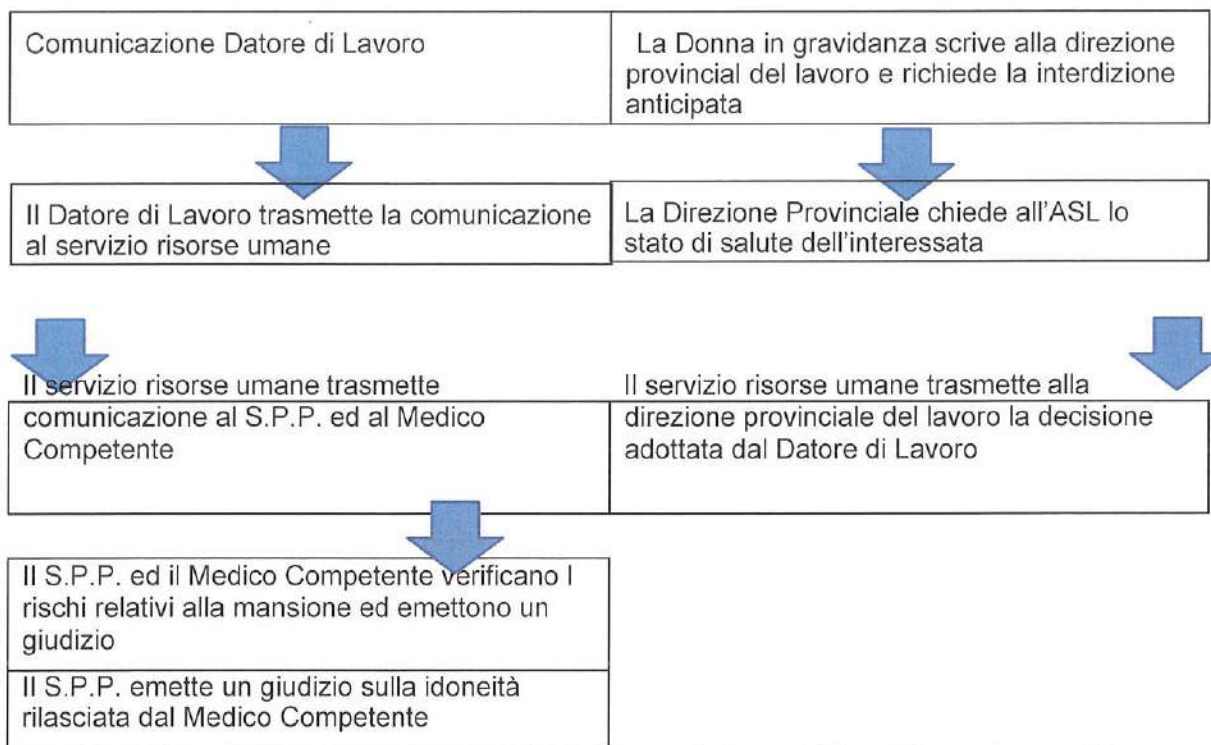 Comunicazione Datore di Lavoro
La Donna in gravidanza scrive alla direzione
provincial del lavoro e richiede la interdizione
anticipata
Il Datore di Lavoro trasmette la comunicazione
al servizio risorse umane
La Direzione Provinciale chiede all'ASL lo
stato di salute dell'interessata
Il servizio risorse umane trasmette
comunicazione al S.P.P. ed al Medico
Competente
Il servizio risorse umane trasmette alla
direzione provinciale del lavoro la decisione
adottata dal Datore di Lavoro
Il S.P.P. ed il Medico Competente verificano I
rischi relativi alla mansione ed emettono un
giudizio
Il S.P.P. emette un giudizio sulla idoneità
rilasciata dal Medico Competente